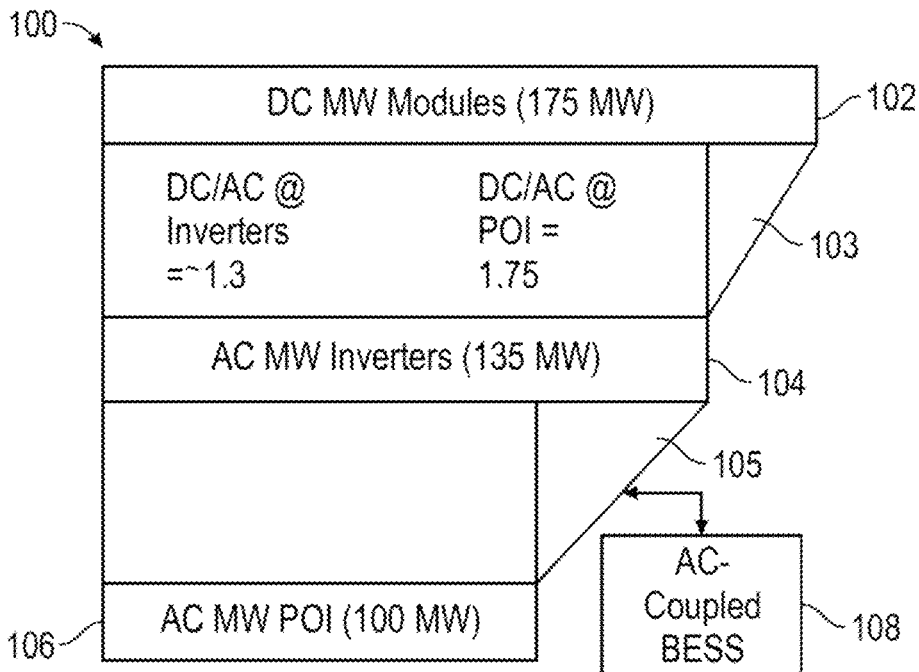 100
DC MW Modules (175 MW)
102
DC/AC @
Inverters
=~1.3
DC/AC @
POI =
1.75
103
AC MW Inverters (135 MW)
104
105
AC MW POI (100 MW)
106
AC-
Coupled
BESS
108